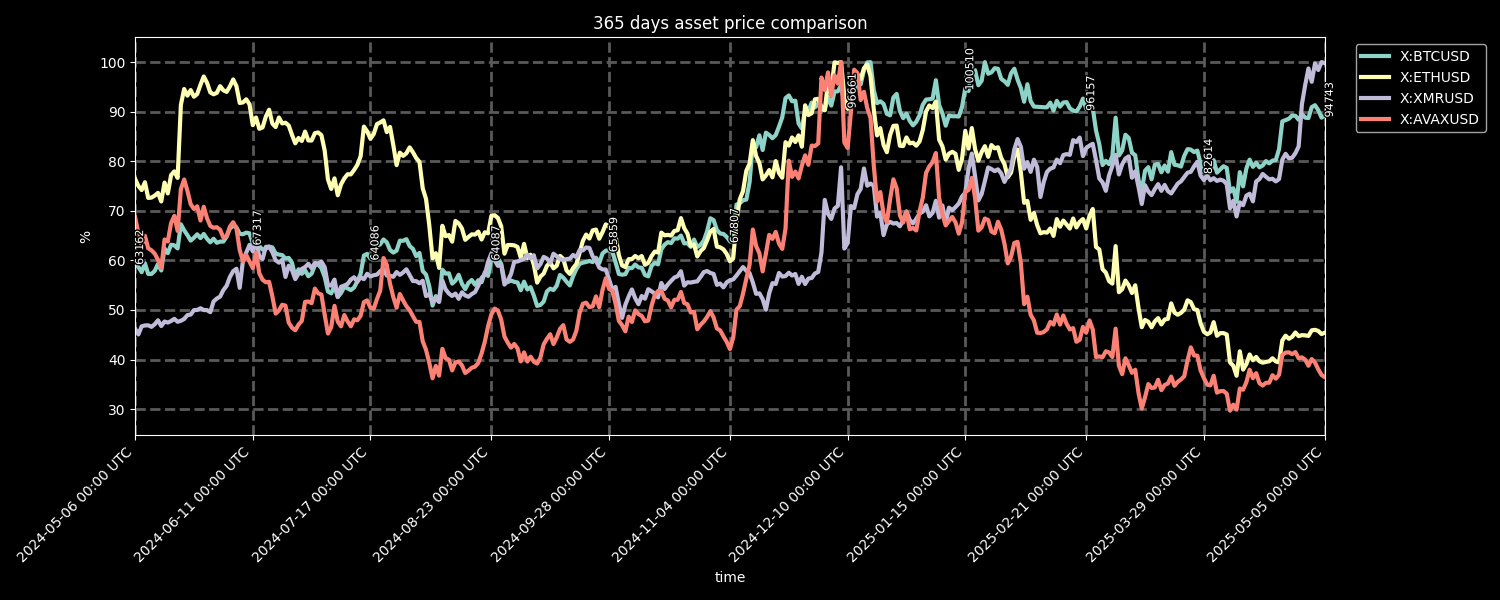 365 days asset price comparison
X:BTCUSD
X:ETHUSD
X:XMRUSD
X:AVAXUSD
100
90
80
70
60
50
40
30
%
63162
67317
64086
64087
65859
67807
96661
100510
96157
82614
94743
2024-05-06 00:00 UTC
2024-06-11 00:00 UTC
2024-07-17 00:00 UTC
2024-08-23 00:00 UTC
2024-09-28 00:00 UTC
2024-11-04 00:00 UTC
2024-12-10 00:00 UTC
2025-01-15 00:00 UTC
2025-02-21 00:00 UTC
2025-03-29 00:00 UTC
2025-05-05 00:00 UTC
time